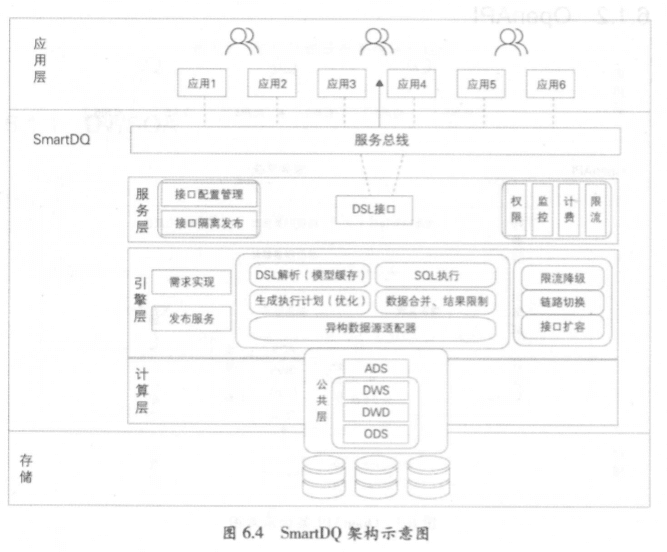 应用层
应用1 应用2 应用3 应用4 应用5 应用6
SmartDQ
服务总线
服务层
接口配置管理
接口隔离发布
DSL接口
权限 监控 计费 限流
引擎层
需求实现
发布服务
DSL解析（模型缓存） SQL执行
生成执行计划（优化） 数据合并、结果限制
异构数据源适配器
限流降级
链路切换
接口扩容
计算层
公共层
ADS
DWS
DWD
ODS
存储
图 6.4 SmartDQ 架构示意图